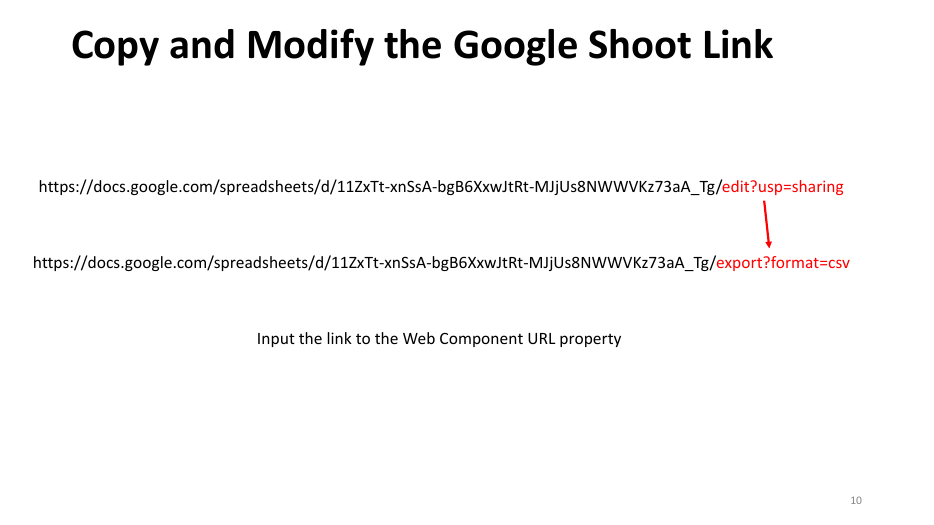 Copy and Modify the Google Shoot Link
https://docs.google.com/spreadsheets/d/11ZxTt-xnSsA-bgB6XxwJtRt-MJjUs8NWWVKz73aA_Tg/edit?usp=sharing
https://docs.google.com/spreadsheets/d/11ZxTt-xnSsA-bgB6XxwJtRt-MJjUs8NWWVKz73aA_Tg/export?format=csv
Input the link to the Web Component URL property
10